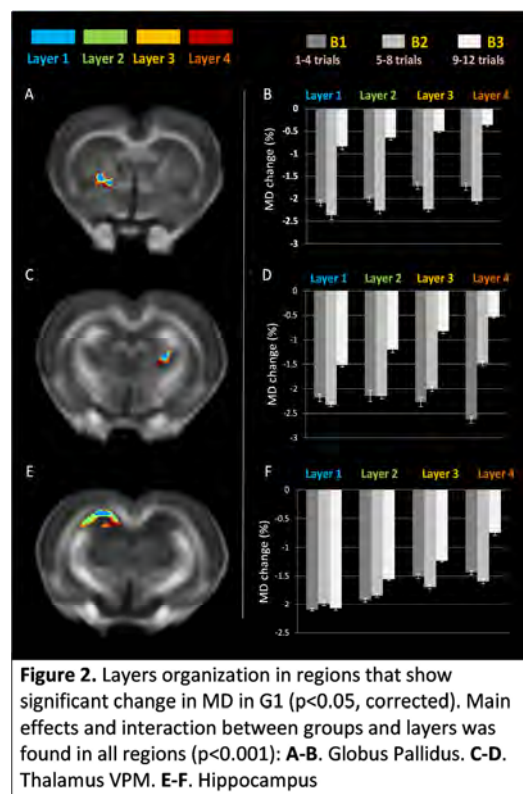 Layer 1 Layer 2 Layer 3 Layer 4
B1 B2 B3
1-4 trials 5-8 trials 9-12 trials
A
B
Layer 1 Layer 2 Layer 3 Layer 4
MD change (%)
0
-0.5
-1
-1.5
-2
-2.5
-3
C
D
Layer 1 Layer 2 Layer 3 Layer 4
MD change (%)
0
-0.5
-1
-1.5
-2
-2.5
-3
E
F
Layer 1 Layer 2 Layer 3 Layer 4
MD change (%)
0
-0.5
-1
-1.5
-2
-2.5
Figure 2. Layers organization in regions that show
significant change in MD in G1 (p<0.05, corrected). Main
effects and interaction between groups and layers was
found in all regions (p<0.001): A-B. Globus Pallidus. C-D.
Thalamus VPM. E-F. Hippocampus